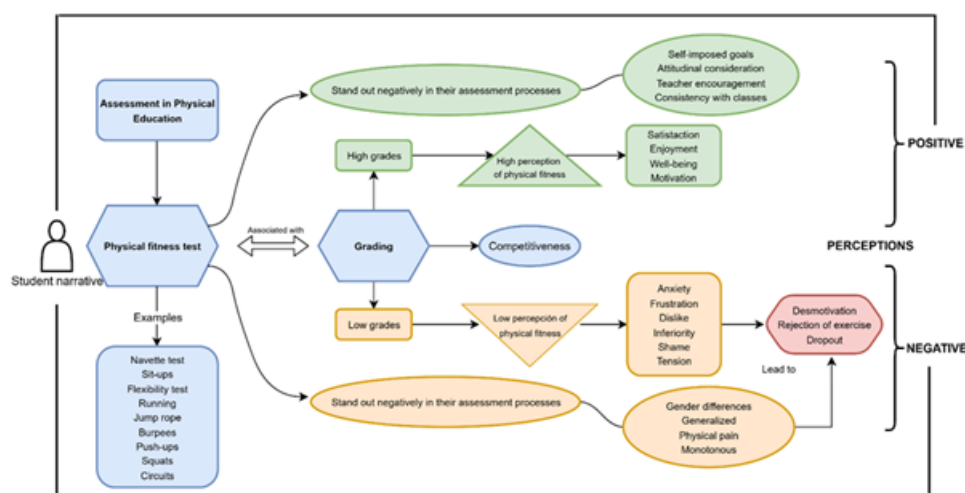 Assessment in Physical
Education
Physical fitness test
Student narrative
Examples
Navette test
Sit-ups
Flexibility test
Running
Jump rope
Burpees
Push-ups
Squats
Circuits
Associated with
Stand out negatively in their assessment processes
Self-imposed goals
Attitudinal consideration
Teacher encouragement
Consistency with classes
High grades
High perception
of physical fitness
Satisfaction
Enjoyment
Well-being
Motivation
Grading
Competitiveness
Low grades
Low percepción of
physical fitness
Anxiety
Frustration
Dislike
Inferiority
Shame
Tension
Desmotivation
Rejection of exercise
Dropout
Lead to
Stand out negatively in their assessment processes
Gender differences
Generalized
Physical pain
Monotonous
POSITIVE
PERCEPTIONS
NEGATIVE